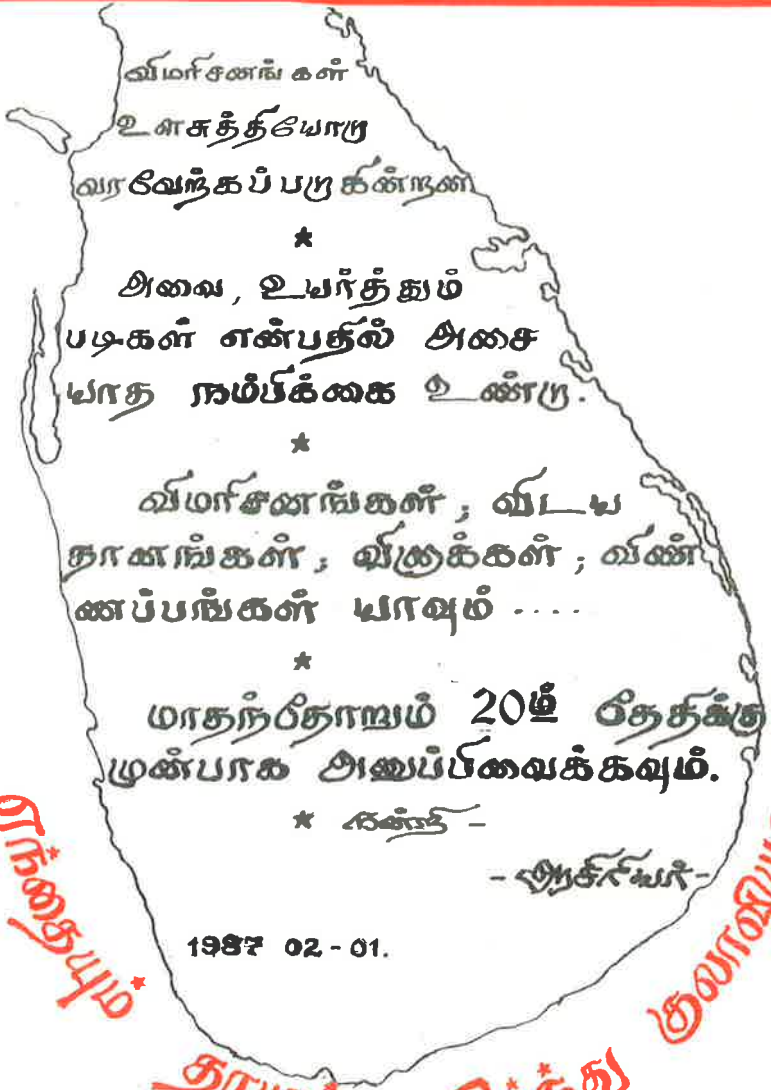 விமரிசனங்கள்
உளசுத்தியோடு
வரவேற்கப்படுகின்றன
★
அவை, உயர்த்தும்
படிகள் என்பதில் அசை
யாத நம்பிக்கை உண்டு.
★
விமரிசனங்கள்; விடய
தானங்கள்; விளக்கள்; விண்
ணப்பங்கள் யாவும் ....
★
மாதந்தோறும் 20ம் தேதிக்கு
முன்பாக அனுப்பிவைக்கவும்.
★ நன்றி -
- ஆசிரியர் -
1987 02-01.